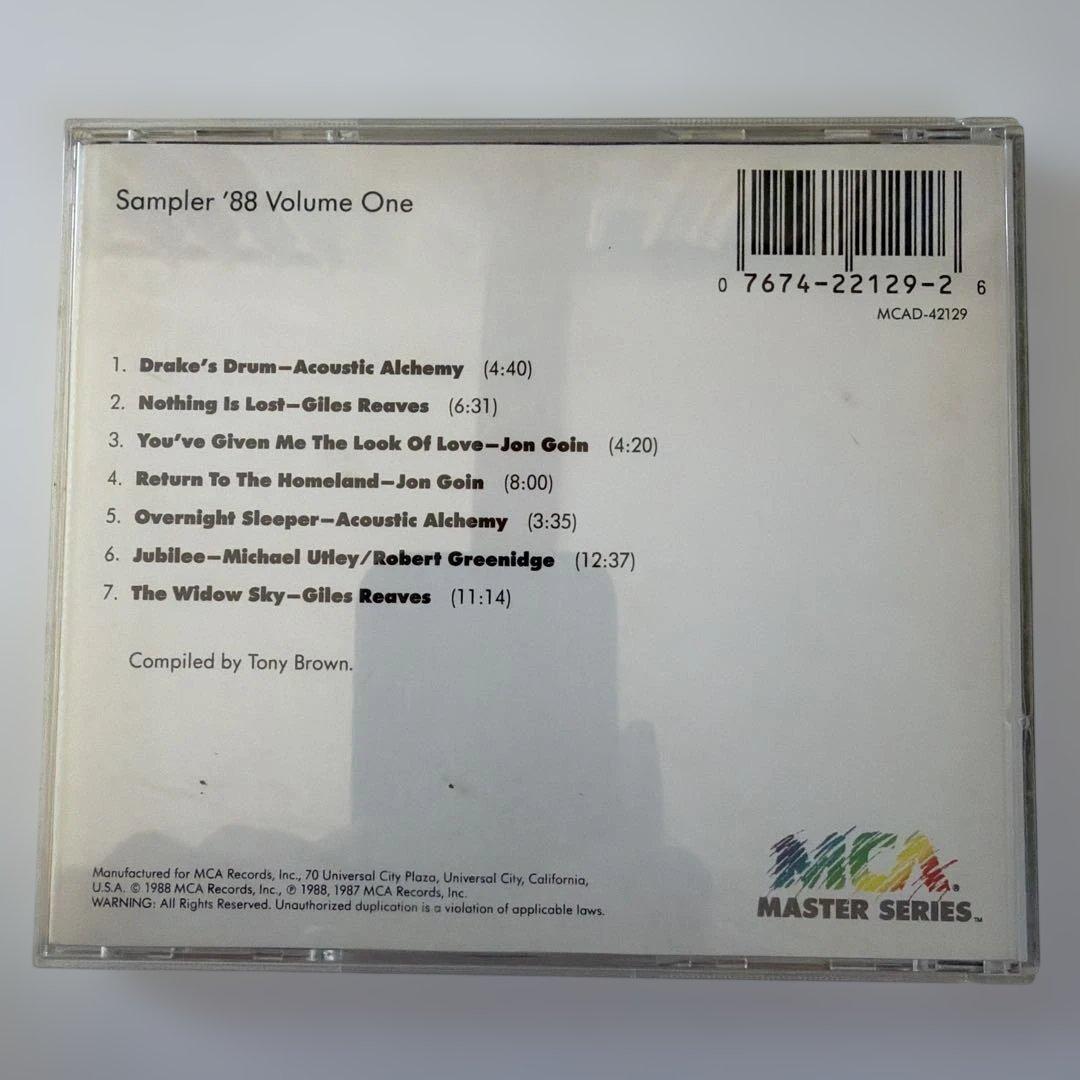 Sampler '88 Volume One
0 7674-22129-2 6
MCAD-42129
1. Drake's Drum—Acoustic Alchemy (4:40)
2. Nothing Is Lost—Giles Reaves (6:31)
3. You've Given Me The Look Of Love—Jon Goin (4:20)
4. Return To The Homeland—Jon Goin (8:00)
5. Overnight Sleeper—Acoustic Alchemy (3:35)
6. Jubilee—Michael Utley/Robert Greenidge (12:37)
7. The Widow Sky—Giles Reaves (11:14)
Compiled by Tony Brown.
Manufactured for MCA Records, Inc., 70 Universal City Plaza, Universal City, California,
U.S.A. © 1988 MCA Records, Inc., ℗ 1988, 1987 MCA Records, Inc.
WARNING: All Rights Reserved. Unauthorized duplication is a violation of applicable laws.
MCA®
MASTER SERIES™